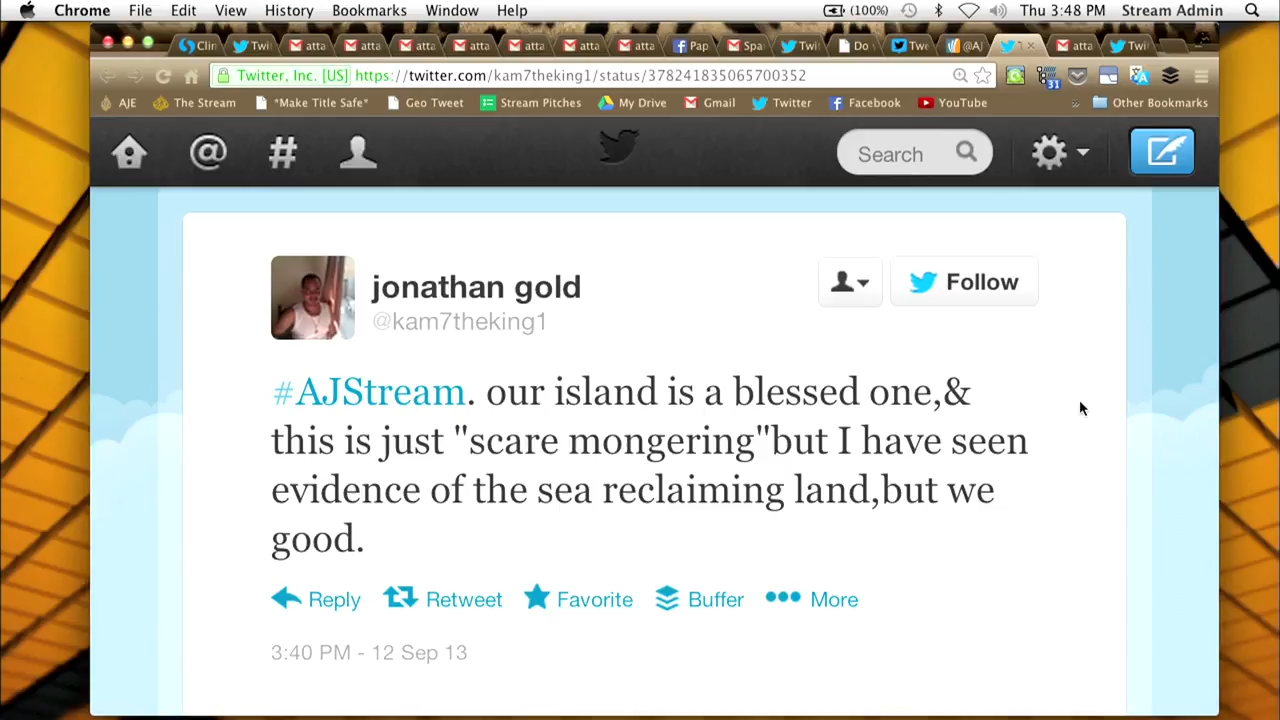 Chrome File Edit View History Bookmarks Window Help (100%) Thu 3:48 PM Stream Admin
Clin Twi atta atta atta atta atta atta atta Pap Spa Twi Do Twe @AJ T atta Twi
Twitter, Inc. [US] https://twitter.com/kam7theking1/status/378241835065700352 31
AJE The Stream *Make Title Safe* Geo Tweet Stream Pitches My Drive Gmail Twitter Facebook YouTube » Other Bookmarks
@ # Search
jonathan gold Follow
@kam7theking1
#AJStream. our island is a blessed one,&
this is just "scare mongering"but I have seen
evidence of the sea reclaiming land,but we
good.
Reply Retweet Favorite Buffer More
3:40 PM - 12 Sep 13